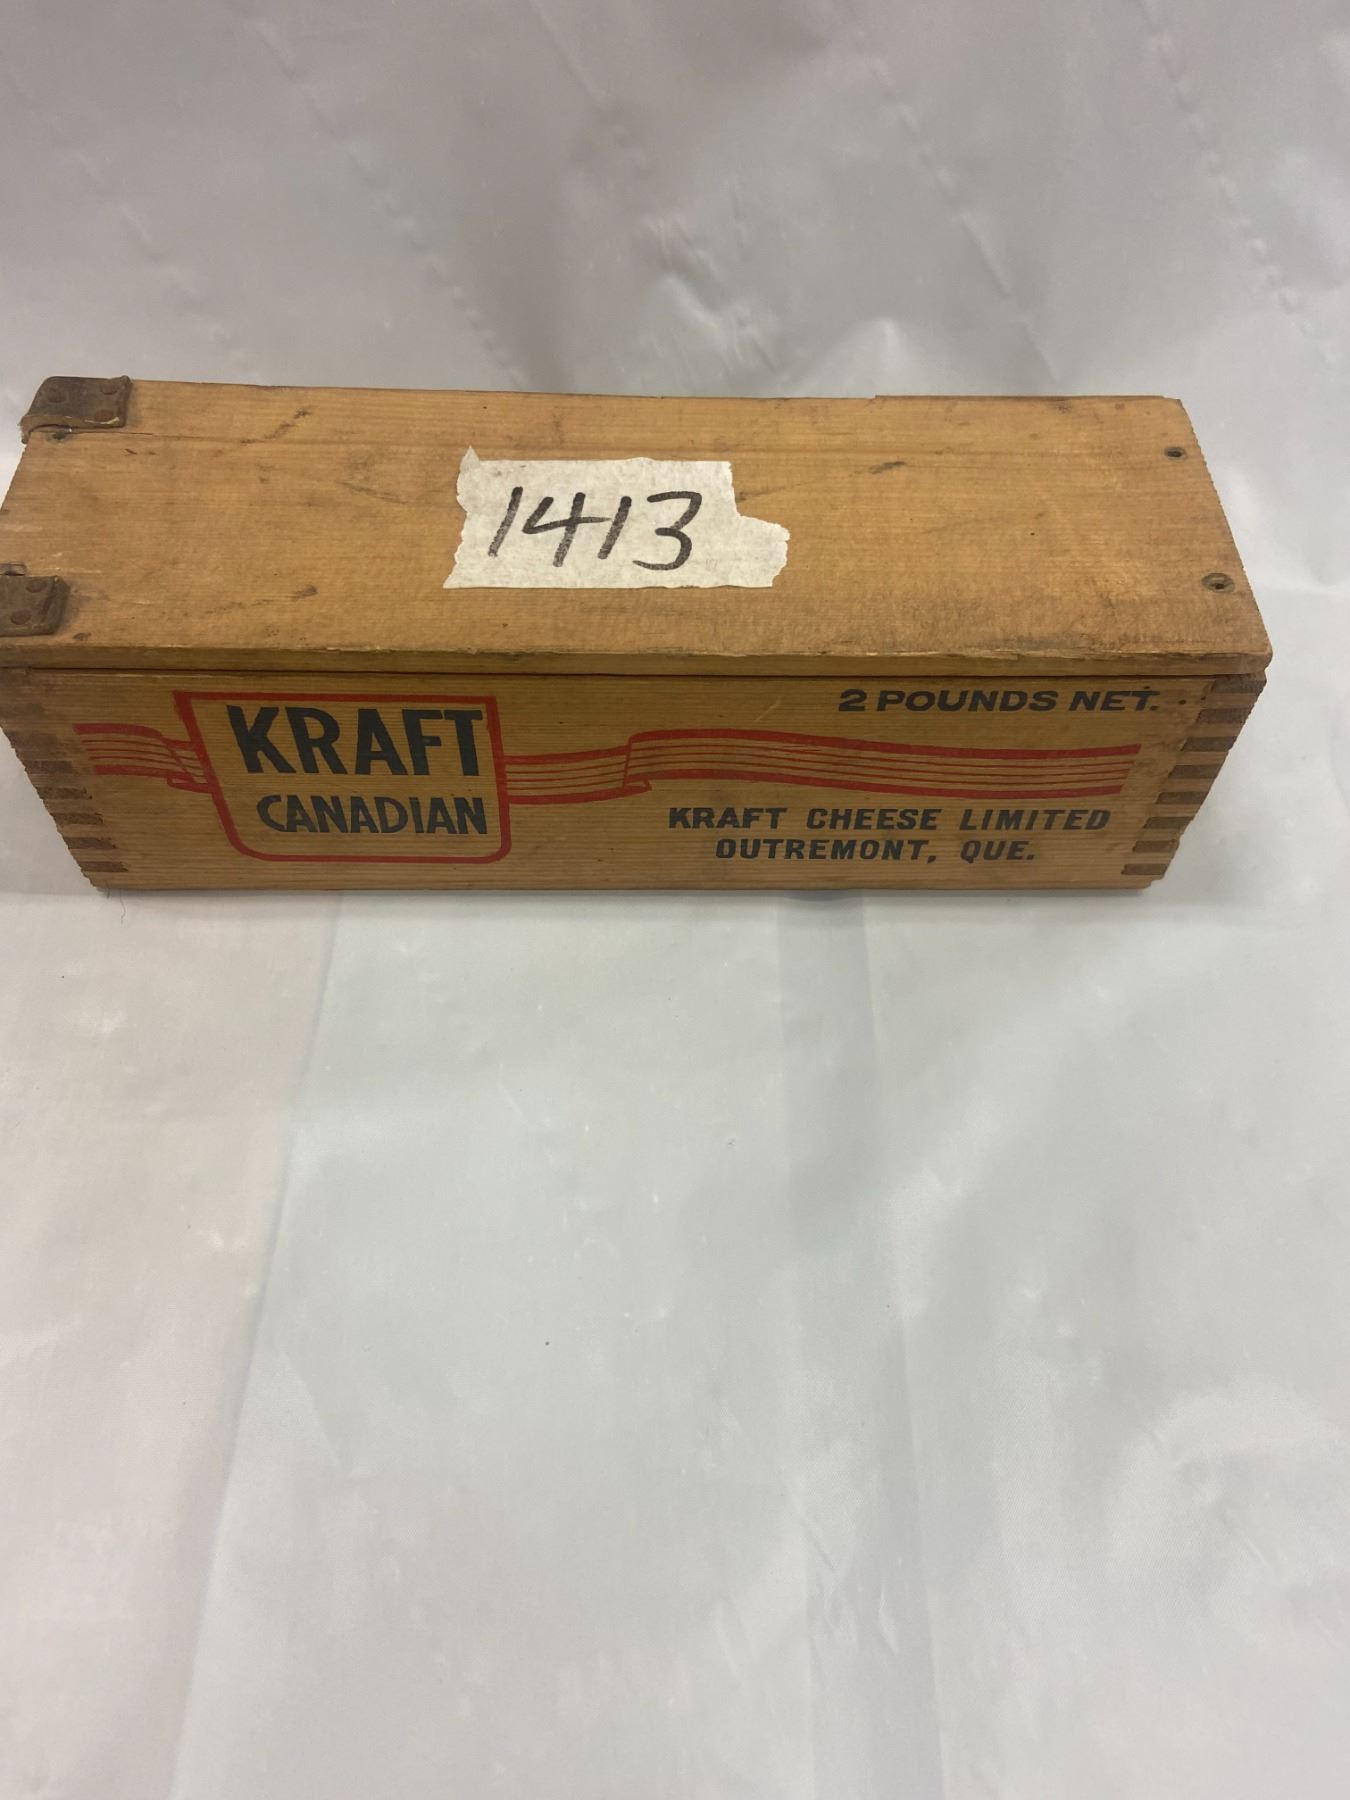 1413
2 POUNDS NET.
KRAFT
CANADIAN
KRAFT CHEESE LIMITED
OUTREMONT, QUE.